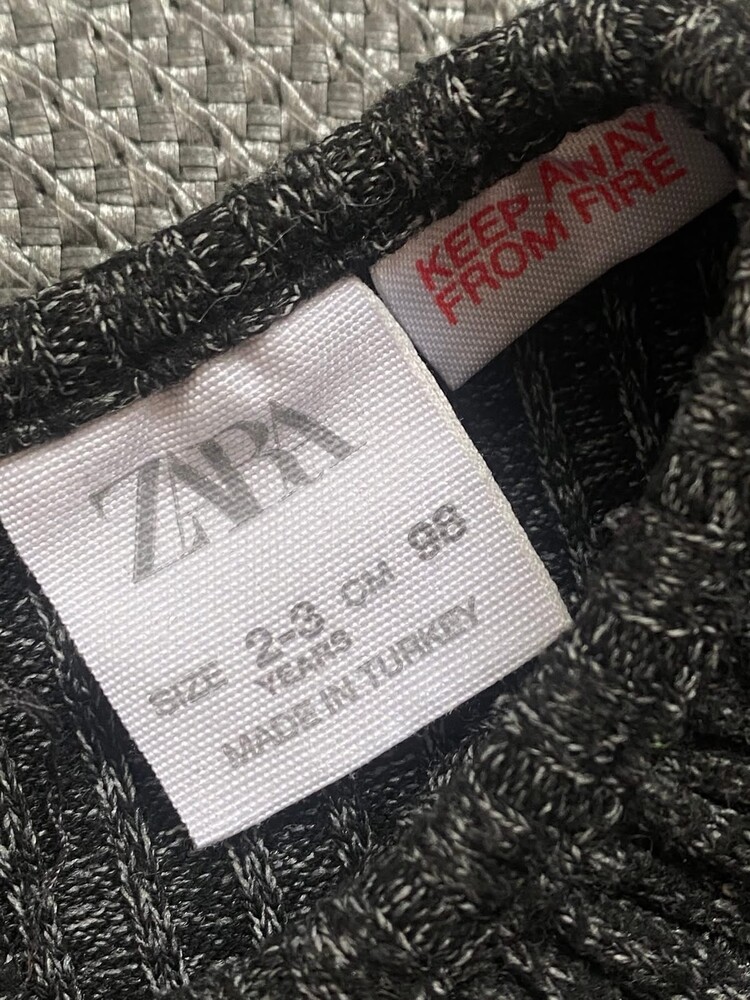 KEEP AWAY
FROM FIRE
ZARA
SIZE 2-3 CM 98
YEARS
MADE IN TURKEY